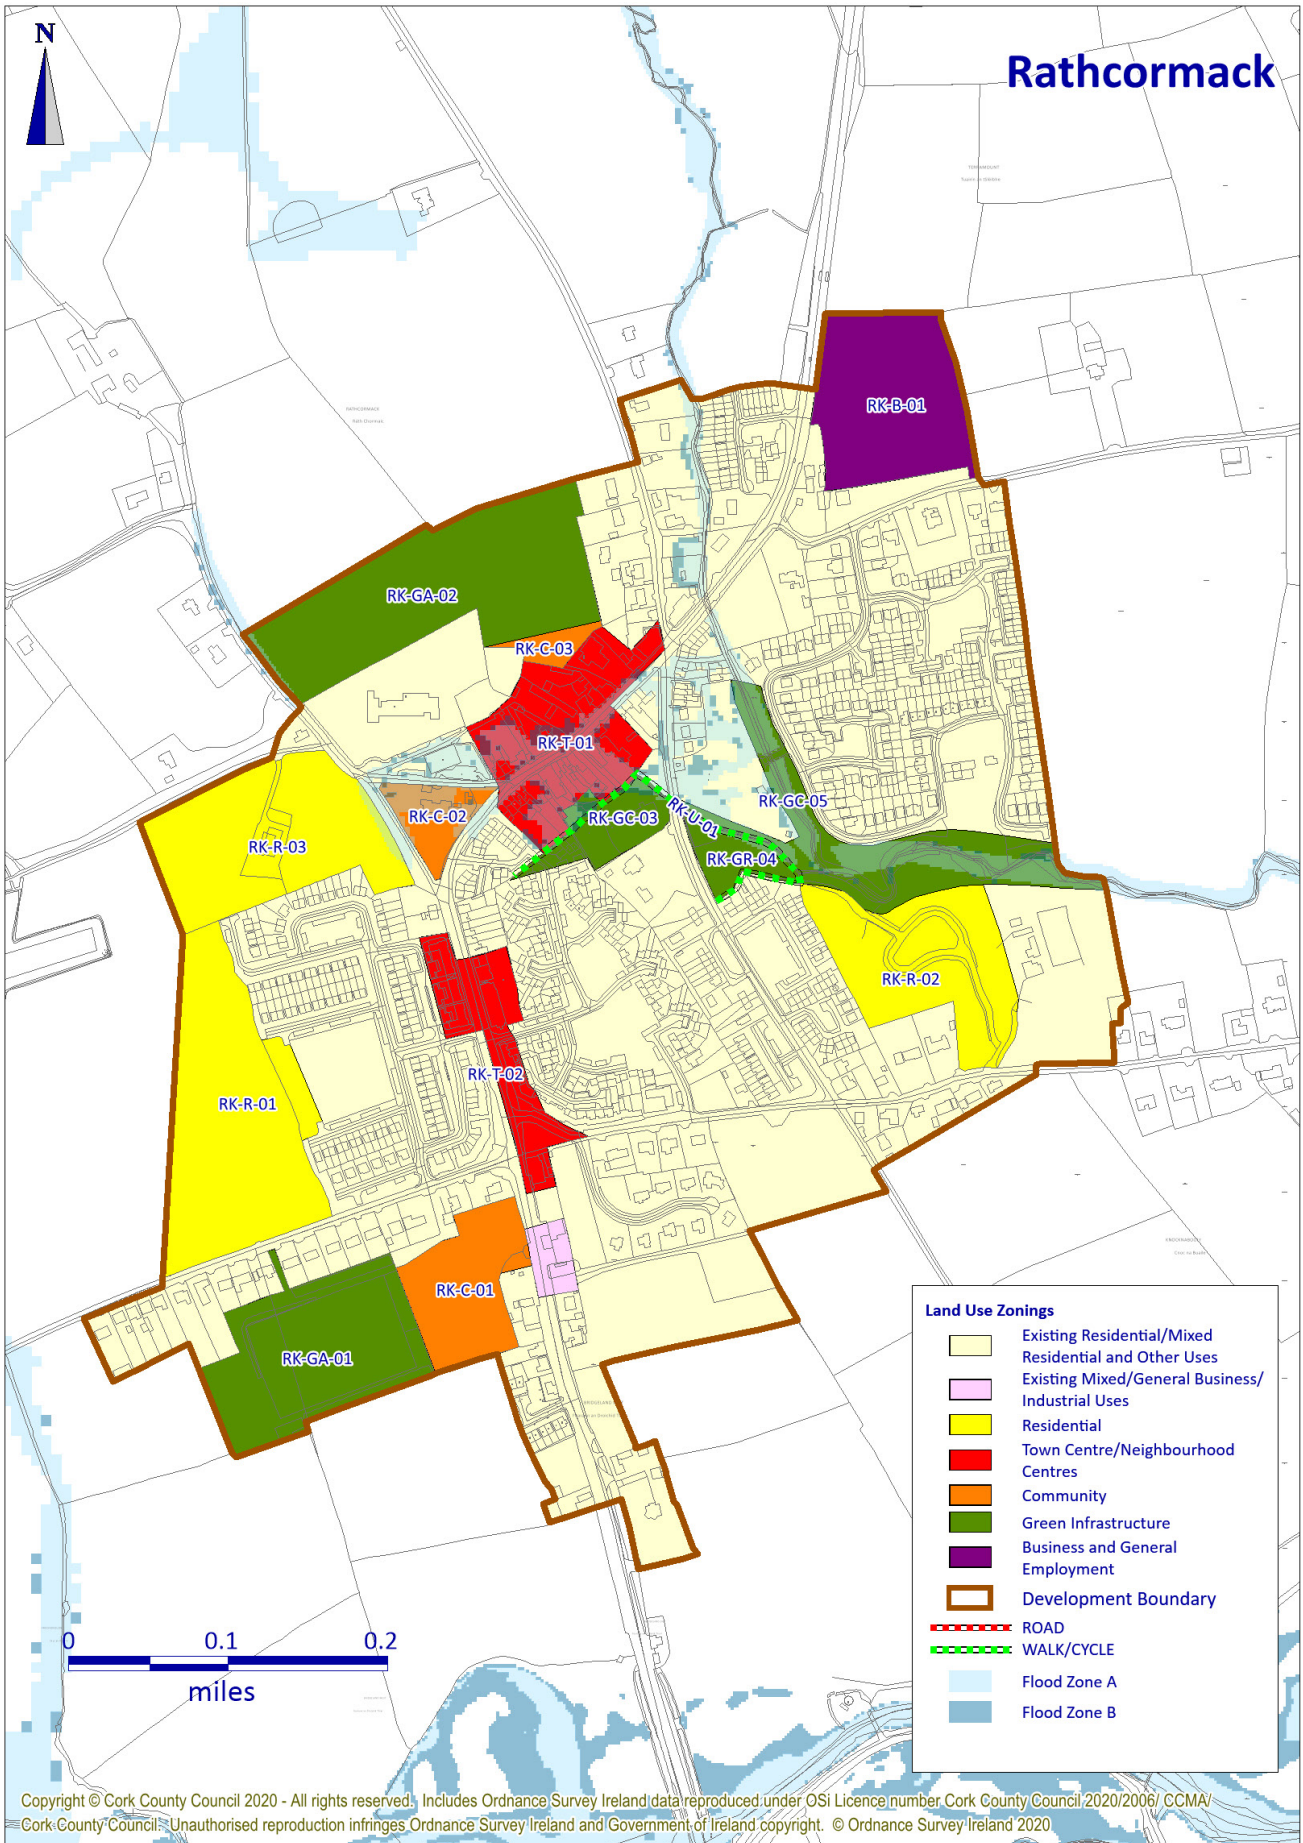 N
Rathcormack
RATHCORMACK
RK-B-01
RK-GA-02
RK-C-03
RK-T-01
RK-GC-05
RK-U-01
RK-C-02
RK-GC-03
RK-R-03
RK-GR-04
RK-R-02
RK-T-02
RK-R-01
RK-C-01
RK-GA-01
Land Use Zonings
Existing Residential/Mixed
Residential and Other Uses
Existing Mixed/General Business/
Industrial Uses
Residential
Town Centre/Neighbourhood
Centres
Community
Green Infrastructure
Business and General
Employment
Development Boundary
ROAD
WALK/CYCLE
Flood Zone A
Flood Zone B
0 0.1 0.2
miles
Copyright © Cork County Council 2020 - All rights reserved. Includes Ordnance Survey Ireland data reproduced under OSi Licence number Cork County Council 2020/2006/ CCMA/
Cork County Council. Unauthorised reproduction infringes Ordnance Survey Ireland and Government of Ireland copyright. © Ordnance Survey Ireland 2020